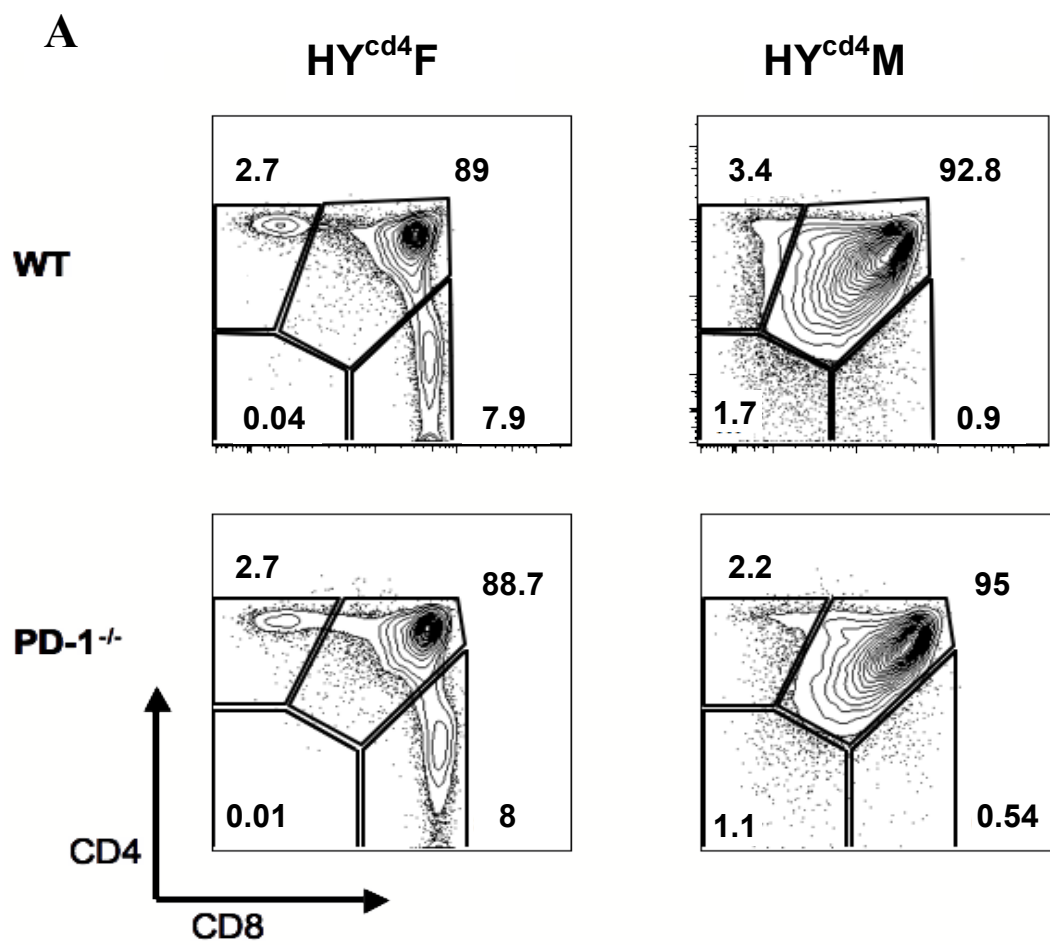 A
HYcd4F HYcd4M
2.7 89 3.4 92.8
WT
0.04 7.9 1.7 0.9
2.7 88.7 2.2 95
PD-1-/-
0.01 8 1.1 0.54
CD4
CD8